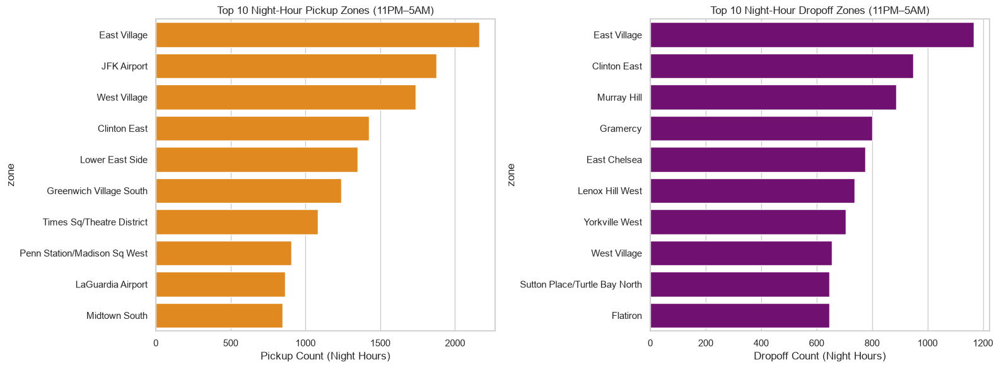 Top 10 Night-Hour Pickup Zones (11PM–5AM)
zone
East Village
JFK Airport
West Village
Clinton East
Lower East Side
Greenwich Village South
Times Sq/Theatre District
Penn Station/Madison Sq West
LaGuardia Airport
Midtown South
0 500 1000 1500 2000
Pickup Count (Night Hours)
Top 10 Night-Hour Dropoff Zones (11PM–5AM)
zone
East Village
Clinton East
Murray Hill
Gramercy
East Chelsea
Lenox Hill West
Yorkville West
West Village
Sutton Place/Turtle Bay North
Flatiron
0 200 400 600 800 1000 1200
Dropoff Count (Night Hours)